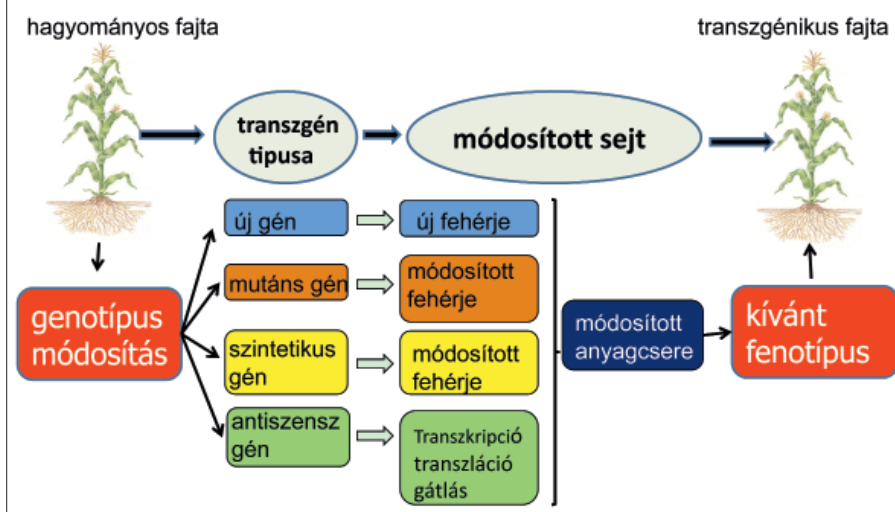 hagyományos fajta
transzgénikus fajta
transzgén
tipusa
módosított sejt
új gén
új fehérje
mutáns gén
módosított
fehérje
genotípus
módosítás
szintetikus
gén
módosított
fehérje
módosított
anyagcsere
kívánt
fenotípus
antiszensz
gén
Transzkripció
transzláció
gátlás